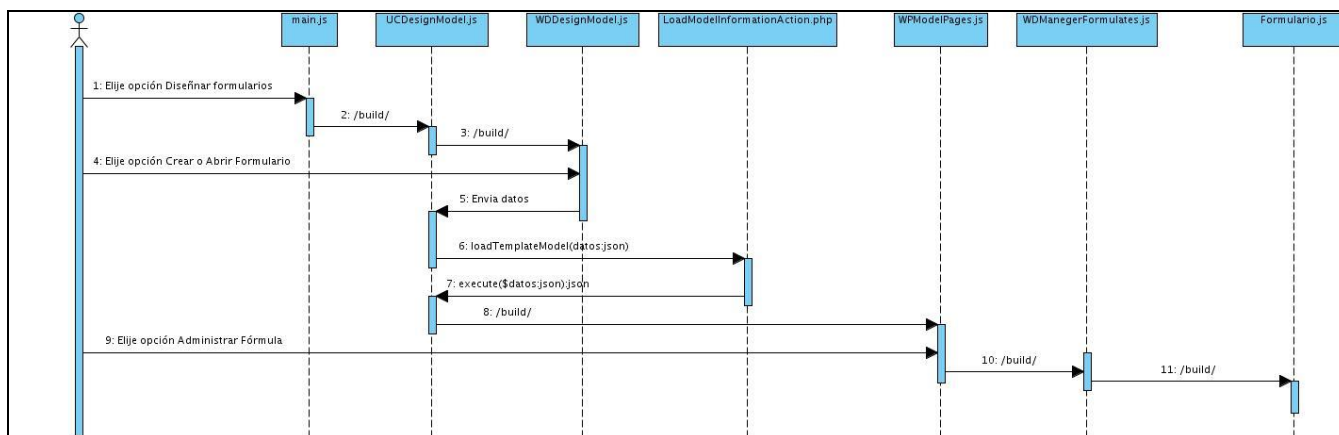 main.js
UCDesignModel.js
WDDesignModel.js
LoadModelInformationAction.php
WPModelPages.js
WDManegerFormulates.js
Formulario.js
1: Elije opción Diseñnar formularios
2: /build/
3: /build/
4: Elije opción Crear o Abrir Formulario
5: Envia datos
6: loadTemplateModel(datos:json)
7: execute($datos:json):json
8: /build/
9: Elije opción Administrar Fórmula
10: /build/
11: /build/